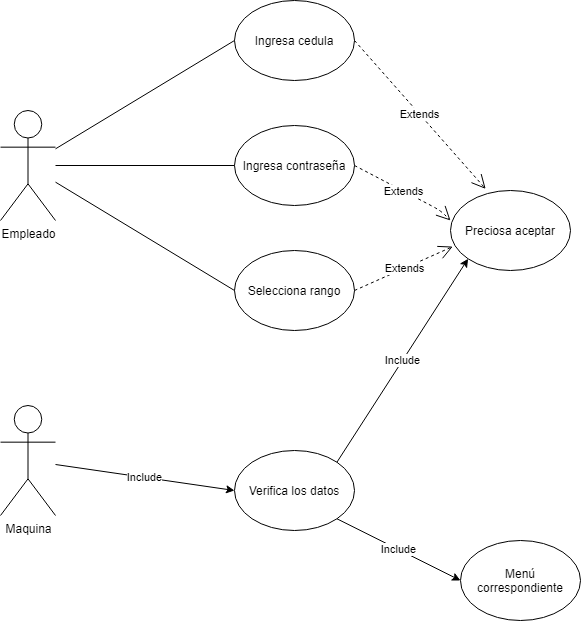 Ingresa cedula
Extends
Ingresa contraseña
Extends
Empleado
Preciosa aceptar
Extends
Selecciona rango
Include
Include
Verifica los datos
Maquina
Include
Menú
correspondiente